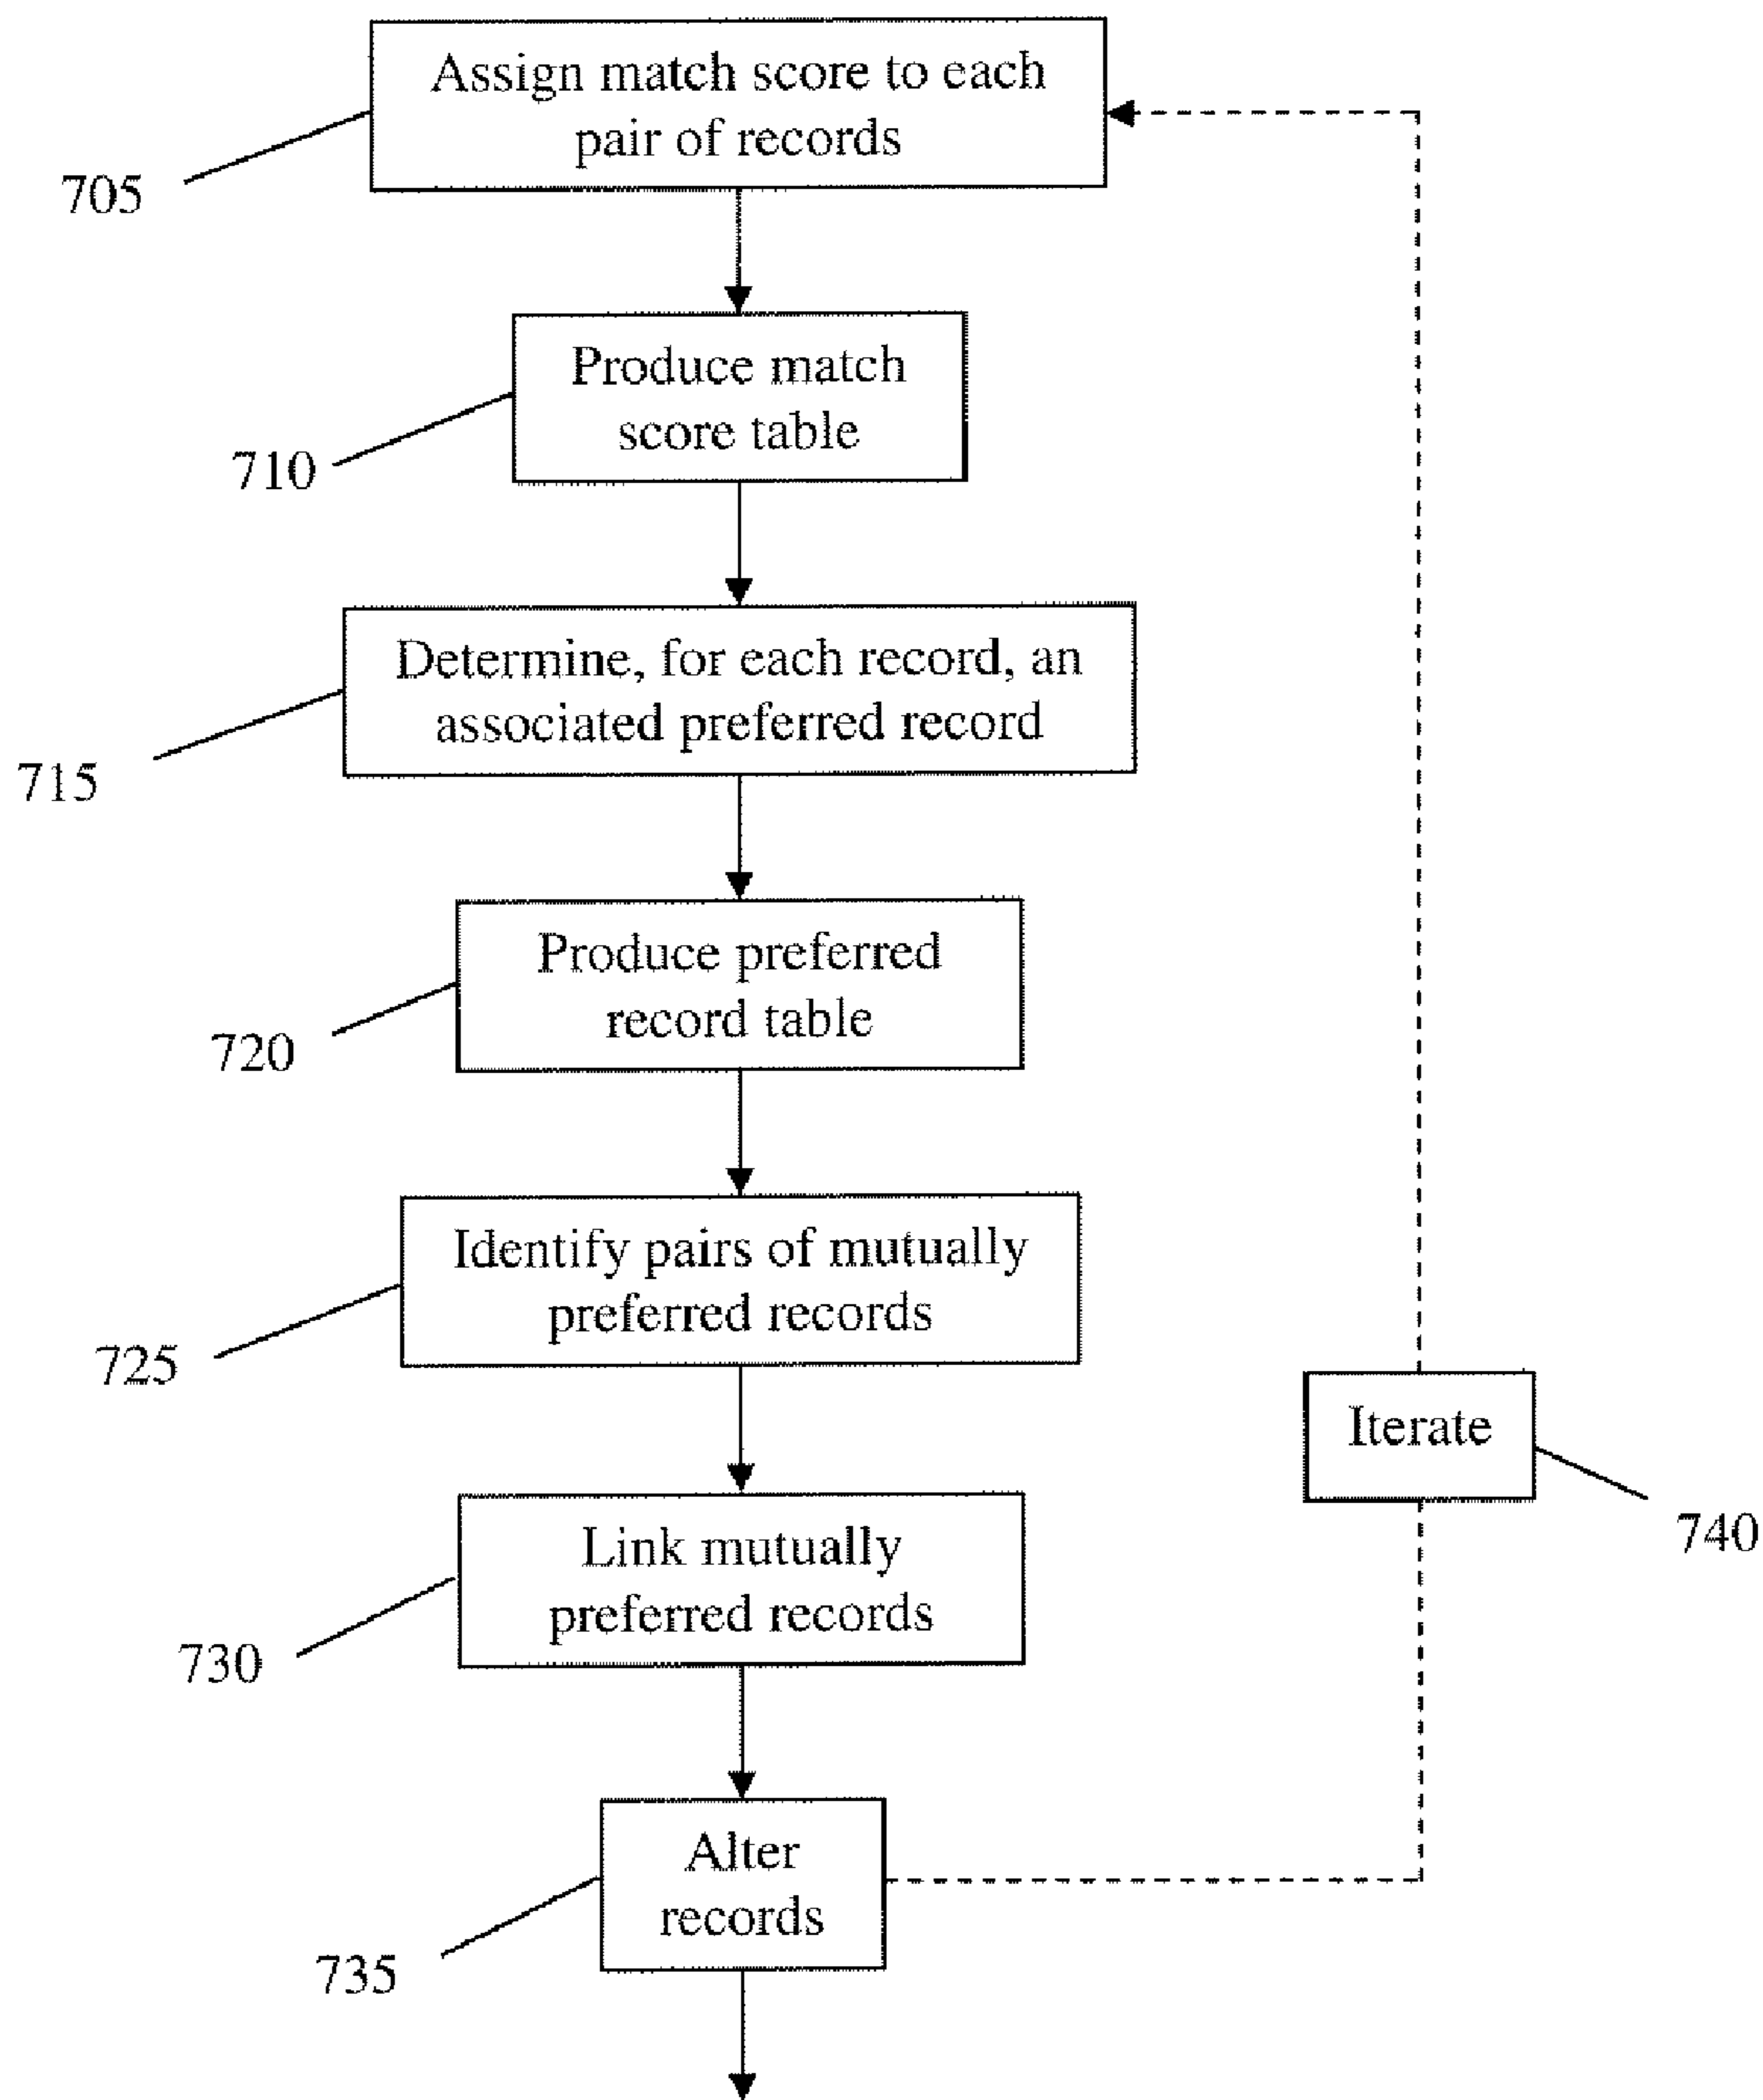 Assign match score to each
pair of records
705
Produce match
score table
710
Determine, for each record, an
associated preferred record
715
Produce preferred
record table
720
Identify pairs of mutually
preferred records
725
Iterate
740
Link mutually
preferred records
730
Alter
records
735